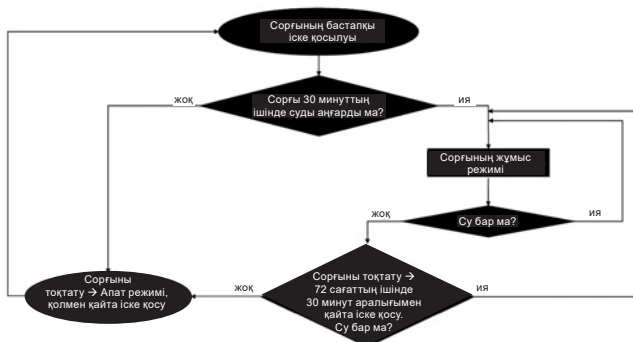 Сорғының бастапқы
іске қосылуы
Сорғы 30 минуттың
ішінде суды аңғарды ма?
жоқ
ия
Сорғының жұмыс
режимі
Су бар ма?
жоқ
ия
Сорғыны тоқтату →
72 сағаттың ішінде
30 минут аралығымен
қайта іске қосу.
Су бар ма?
жоқ
ия
Сорғыны
тоқтату → Апат режимі,
қолмен қайта іске қосу